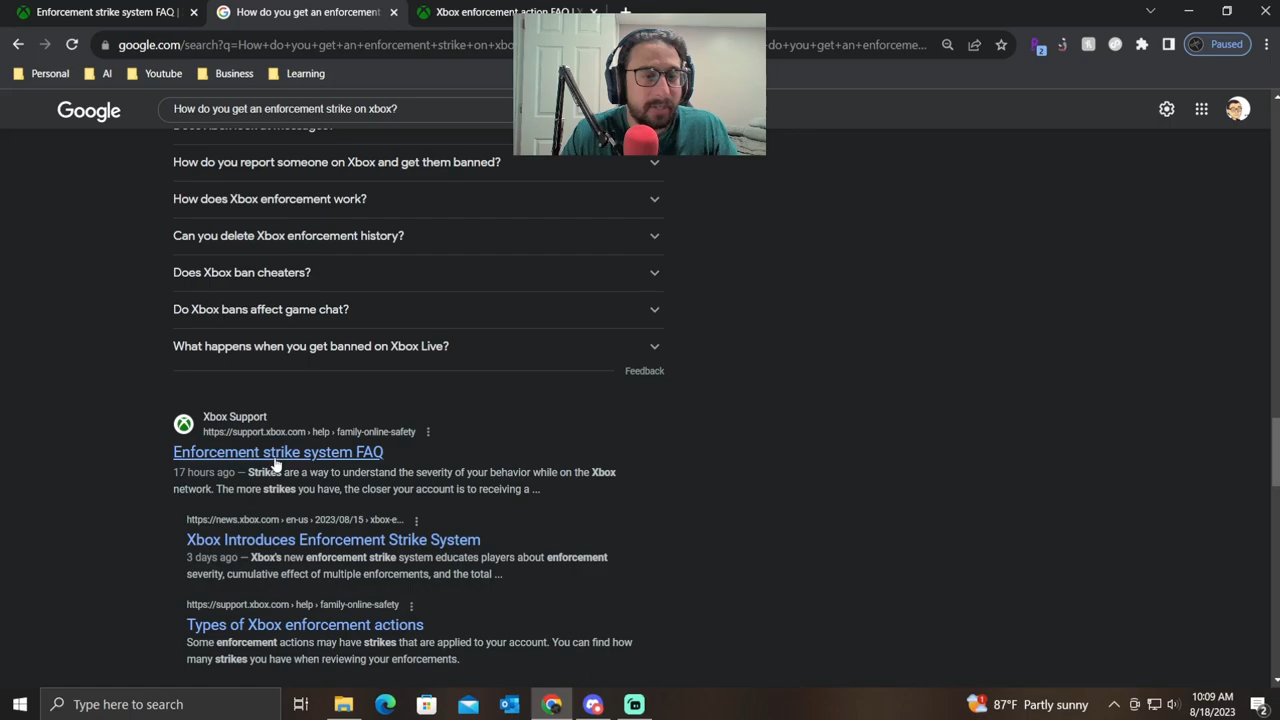 Enforcement strike system FAQ |
How do you get an enforcement
Xbox enforcement action FAQ | X
google.com/search?q=How+do+you+get+an+enforcement+strike+on+xbo
do+you+get+an+enforceme...
2
Paused
Personal
AI
Youtube
Business
Learning
Google
How do you get an enforcement strike on xbox?
How do you report someone on Xbox and get them banned?
How does Xbox enforcement work?
Can you delete Xbox enforcement history?
Does Xbox ban cheaters?
Do Xbox bans affect game chat?
What happens when you get banned on Xbox Live?
Feedback
Xbox Support
https://support.xbox.com › help › family-online-safety
Enforcement strike system FAQ
17 hours ago — Strikes are a way to understand the severity of your behavior while on the Xbox
network. The more strikes you have, the closer your account is to receiving a ...
https://news.xbox.com › en-us › 2023/08/15 › xbox-e...
Xbox Introduces Enforcement Strike System
3 days ago — Xbox's new enforcement strike system educates players about enforcement
severity, cumulative effect of multiple enforcements, and the total ...
https://support.xbox.com › help › family-online-safety
Types of Xbox enforcement actions
Some enforcement actions may have strikes that are applied to your account. You can find how
many strikes you have when reviewing your enforcements.
Type here to search
87°F Partly sunny
10:09 AM
8/18/2023
2